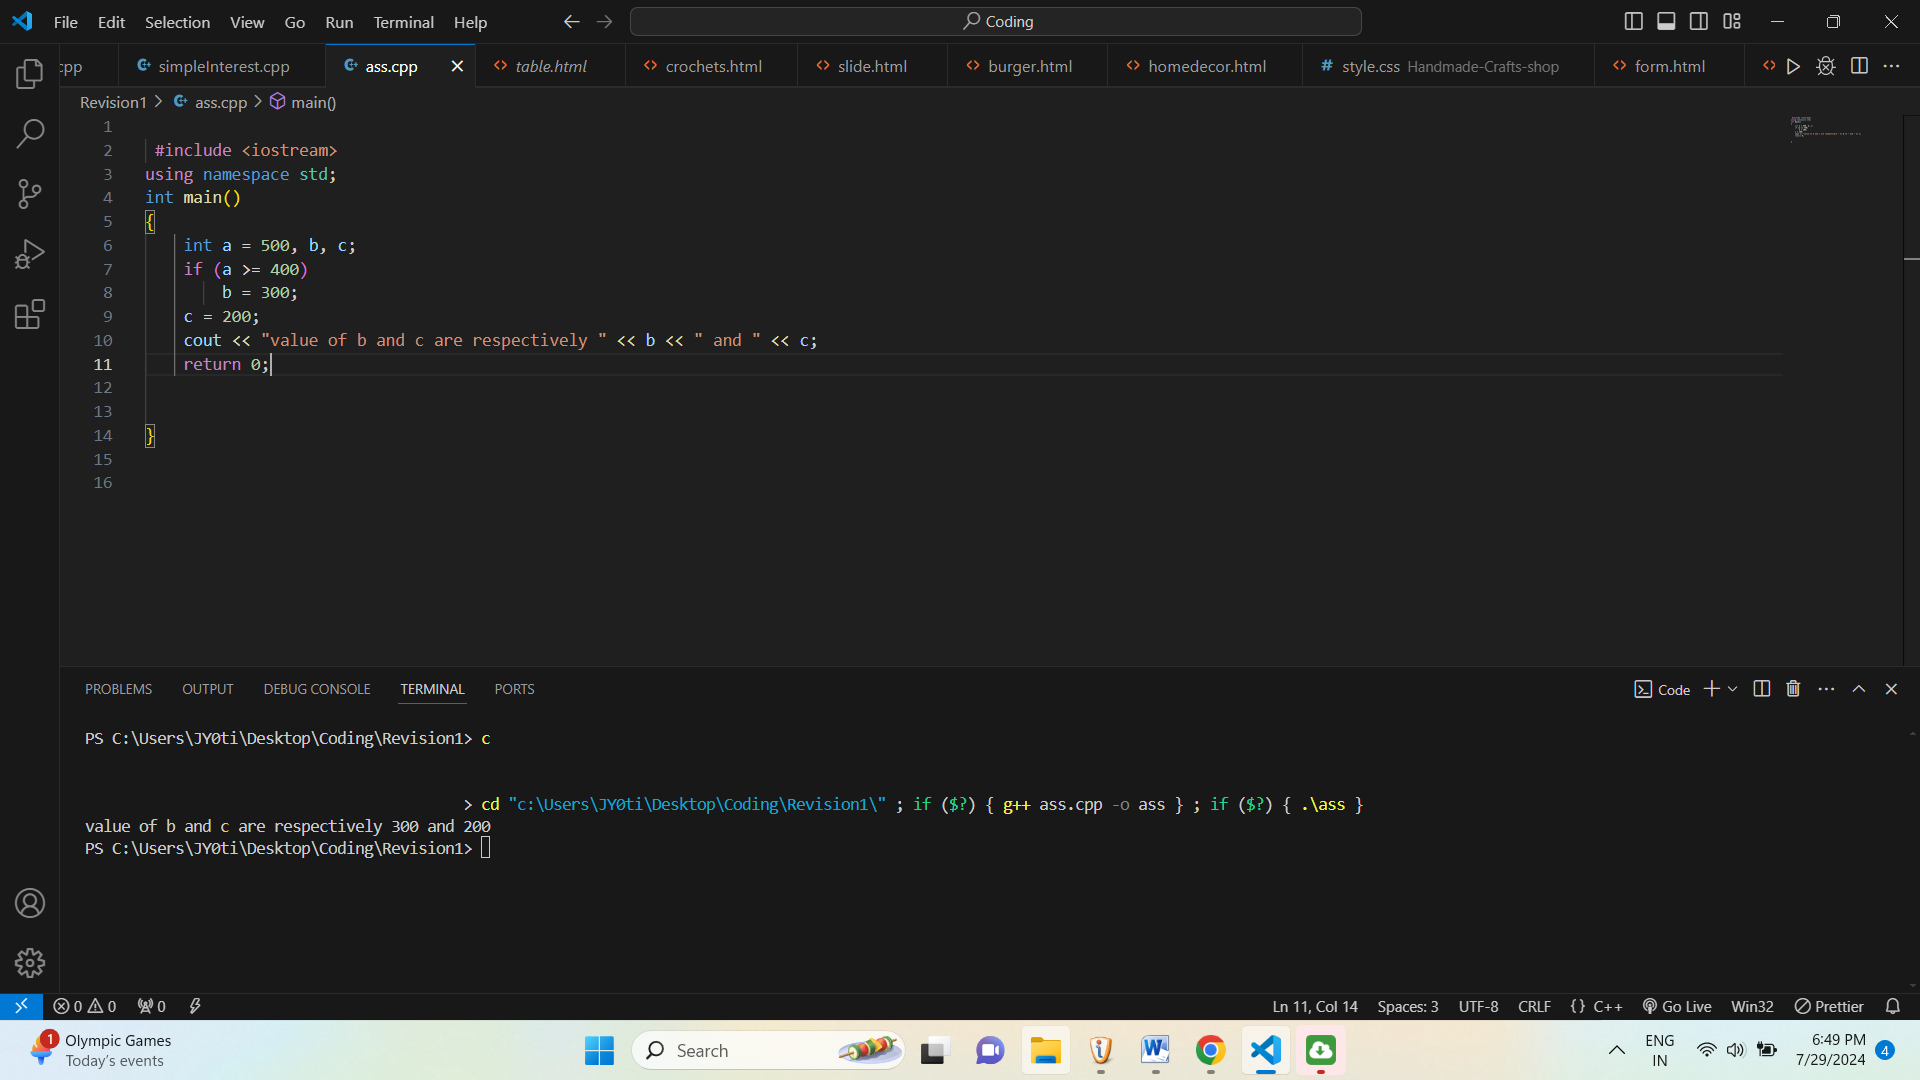 File Edit Selection View Go Run Terminal Help
Coding
cpp
simpleInterest.cpp
ass.cpp
table.html
crochets.html
slide.html
burger.html
homedecor.html
style.css Handmade-Crafts-shop
form.html
Revision1 > ass.cpp > main()
1
2 #include <iostream>
3 using namespace std;
4 int main()
5 {
6 int a = 500, b, c;
7 if (a >= 400)
8 b = 300;
9 c = 200;
10 cout << "value of b and c are respectively " << b << " and " << c;
11 return 0;
12
13
14 }
15
16
PROBLEMS OUTPUT DEBUG CONSOLE TERMINAL PORTS
Code
PS C:\Users\JY0ti\Desktop\Coding\Revision1> c
> cd "c:\Users\JY0ti\Desktop\Coding\Revision1\" ; if ($?) { g++ ass.cpp -o ass } ; if ($?) { .\ass }
value of b and c are respectively 300 and 200
PS C:\Users\JY0ti\Desktop\Coding\Revision1>
0 0 0
Ln 11, Col 14 Spaces: 3 UTF-8 CRLF {} C++ Go Live Win32 Prettier
1
Olympic Games
Today's events
Search
ENG
IN
6:49 PM
7/29/2024
4